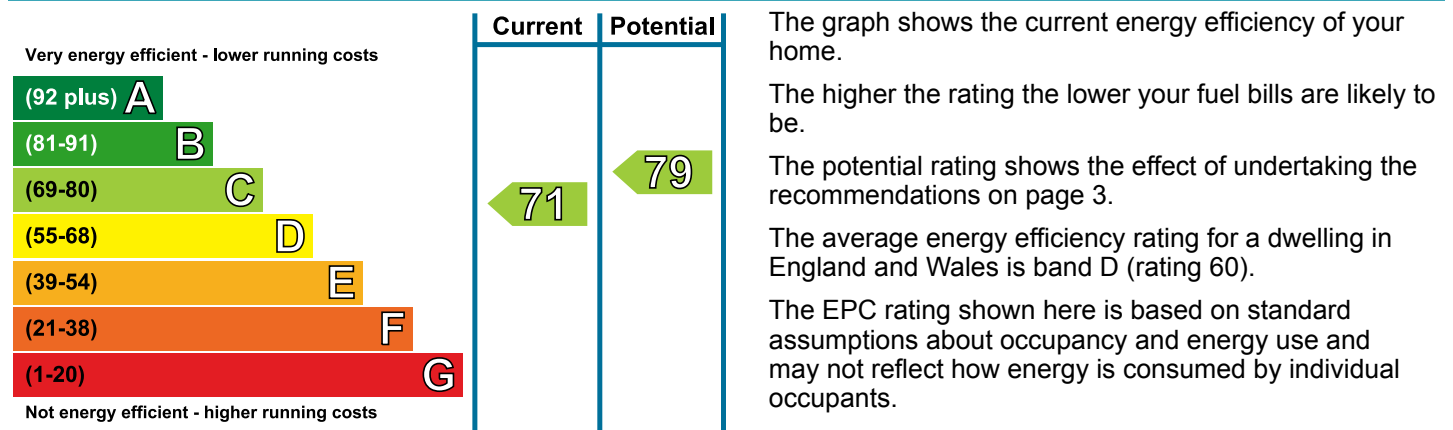 Current Potential
Very energy efficient - lower running costs
(92 plus) A
(81-91) B
(69-80) C
(55-68) D
(39-54) E
(21-38) F
(1-20) G
Not energy efficient - higher running costs
71
79
The graph shows the current energy efficiency of your
home.
The higher the rating the lower your fuel bills are likely to
be.
The potential rating shows the effect of undertaking the
recommendations on page 3.
The average energy efficiency rating for a dwelling in
England and Wales is band D (rating 60).
The EPC rating shown here is based on standard
assumptions about occupancy and energy use and
may not reflect how energy is consumed by individual
occupants.